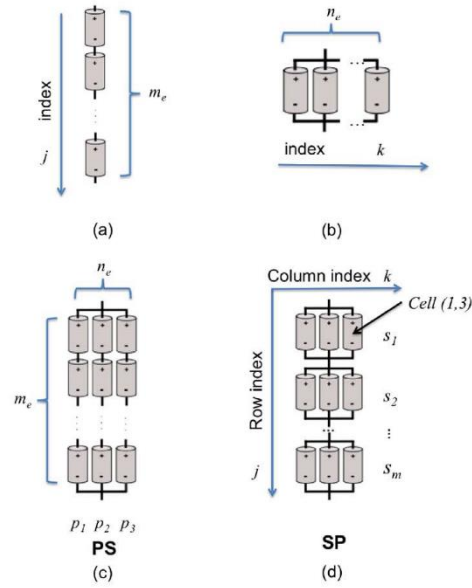 index
j
m_e
(a)
n_e
index k
(b)
n_e
m_e
p_1 p_2 p_3
PS
(c)
Column index k
Cell (1,3)
Row index
j
s_1
s_2
s_m
SP
(d)